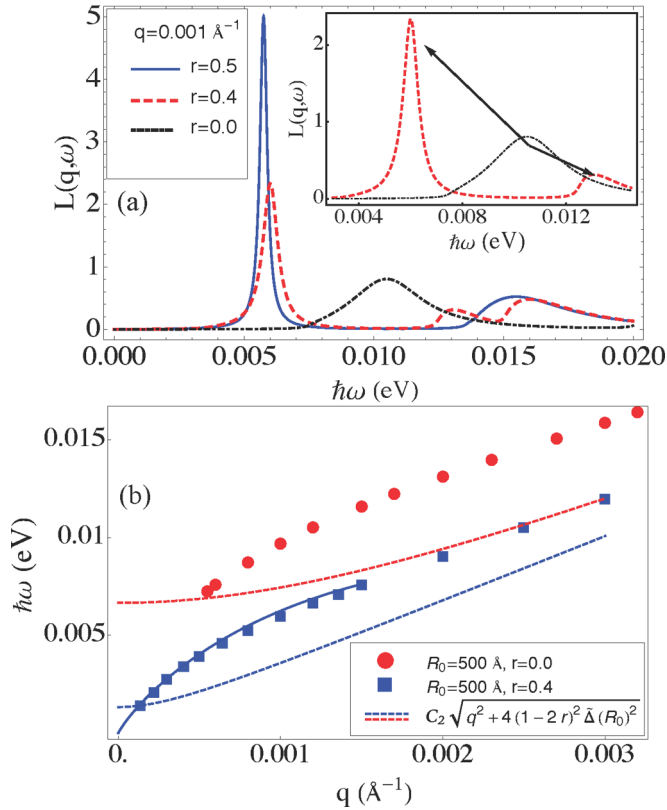 q=0.001 Å⁻¹
r=0.5
r=0.4
r=0.0
5
4
3
2
1
0
L(q,ω)
(a)
0.000 0.005 0.010 0.015 0.020
ħω (eV)
2
1
0
L(q,ω)
0.004 0.008 0.012
ħω (eV)
(b)
0.015
0.01
0.005
ħω (eV)
R₀=500 Å, r=0.0
R₀=500 Å, r=0.4
C₂ √q² + 4 (1 − 2 r)² Δ̃ (R₀)²
0. 0.001 0.002 0.003
q (Å⁻¹)